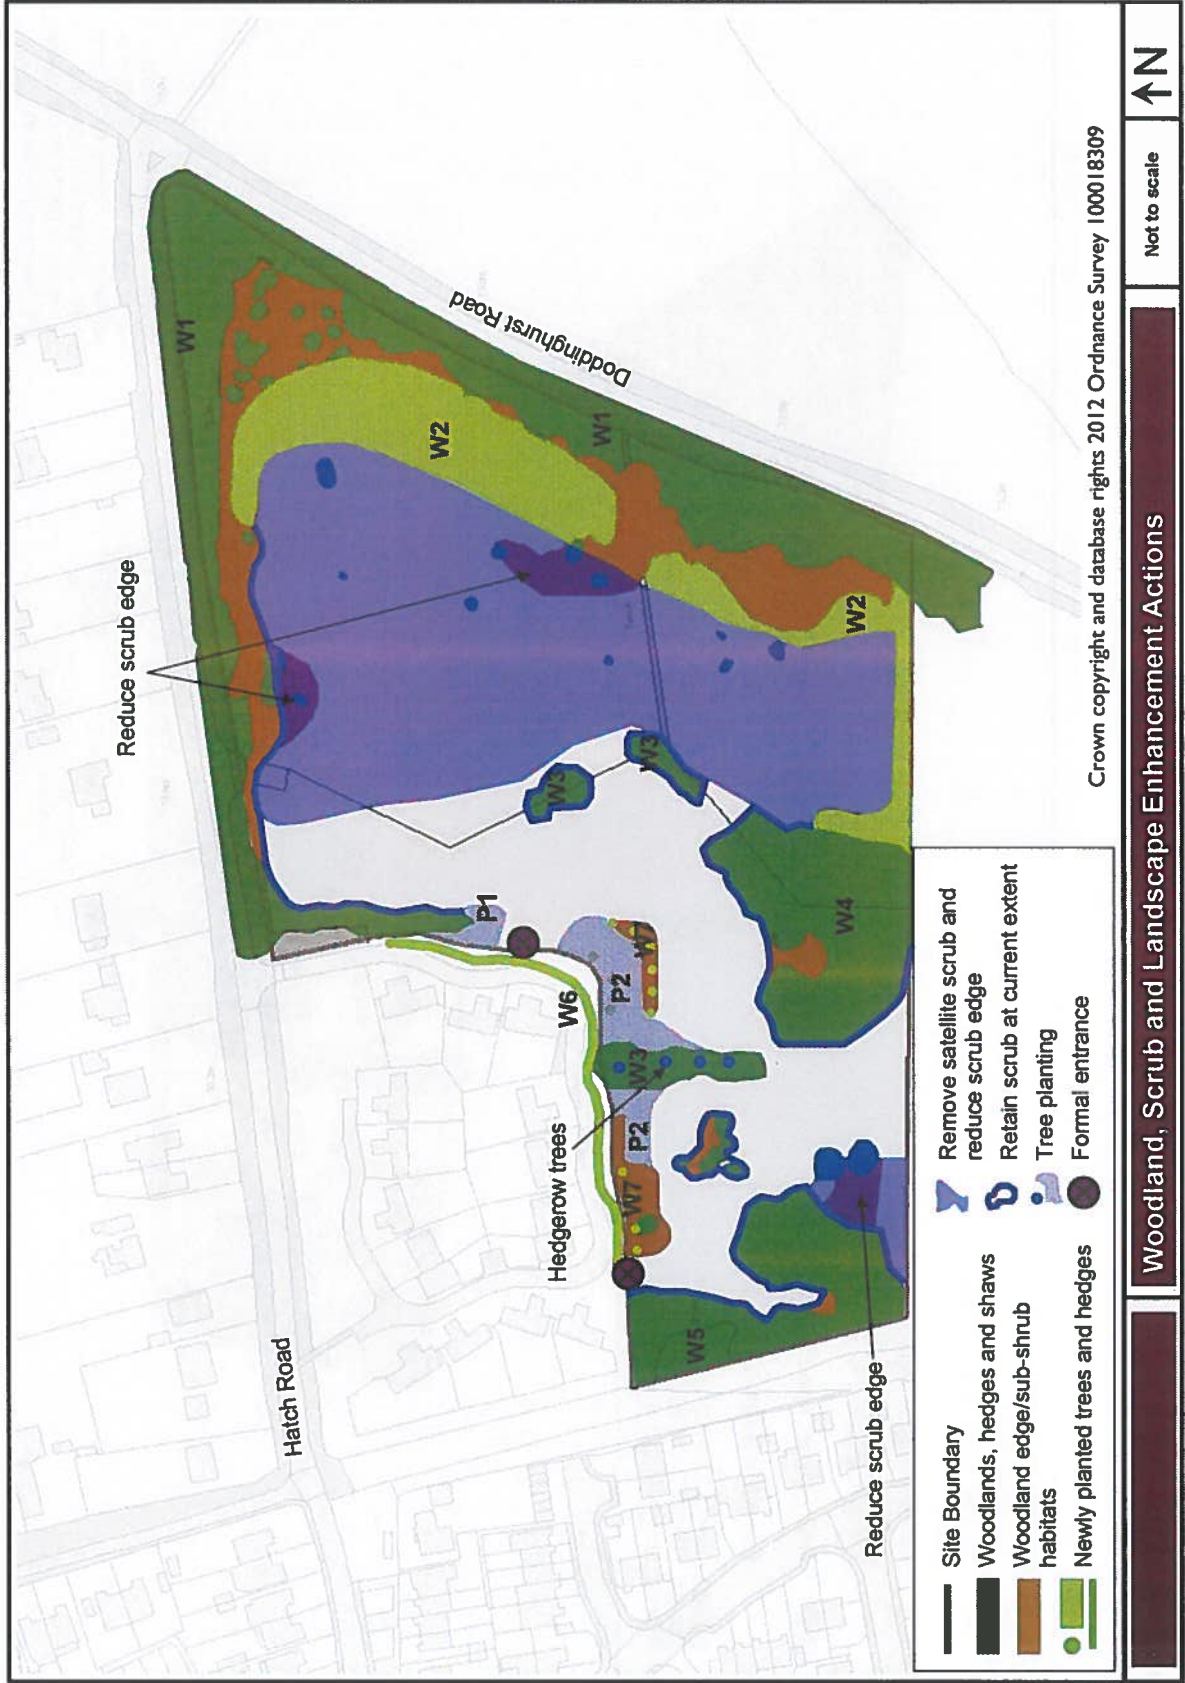 Hatch Road
Reduce scrub edge
Doddinghurst Road
W1
W1
W2
W2
W3
W3
W3
W4
W5
W6
W7
W7
P1
P2
P2
Hedgerow trees
Reduce scrub edge
Crown copyright and database rights 2012 Ordnance Survey 100018309
Site Boundary
Woodlands, hedges and shaws
Woodland edge/sub-shrub
habitats
Newly planted trees and hedges
Remove satellite scrub and
reduce scrub edge
Retain scrub at current extent
Tree planting
Formal entrance
Woodland, Scrub and Landscape Enhancement Actions
Not to scale
N